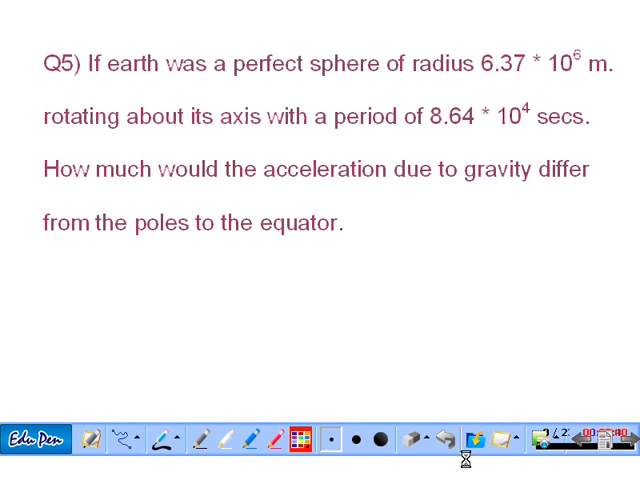 Q5) If earth was a perfect sphere of radius 6.37 * 10⁶ m.
rotating about its axis with a period of 8.64 * 10⁴ secs.
How much would the acceleration due to gravity differ
from the poles to the equator.
Edu Pen